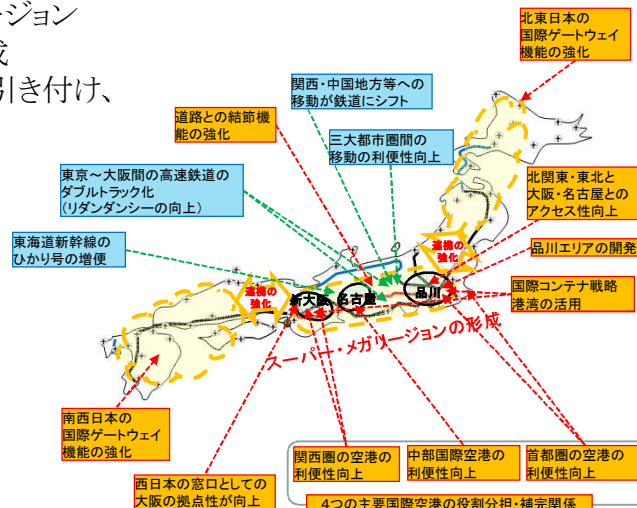 ージョン
成
引き付け、
北東日本の
国際ゲートウェイ
機能の強化
関西・中国地方等への
移動が鉄道にシフト
道路との結節機
能の強化
三大都市圏間の
移動の利便性向上
東京～大阪間の高速鉄道の
ダブルトラック化
(リダンダンシーの向上)
北関東・東北と
大阪・名古屋との
アクセス性向上
東海道新幹線の
ひかり号の増便
連携の
強化
品川エリアの開発
連携の
強化
新大阪
名古屋
品川
国際コンテナ戦略
港湾の活用
スーパー・メガリージョンの形成
南西日本の
国際ゲートウェイ
機能の強化
関西圏の空港の
利便性向上
中部国際空港の
利便性向上
首都圏の空港の
利便性向上
西日本の窓口としての
大阪の拠点性が向上
4つの主要国際空港の役割分担・補完関係